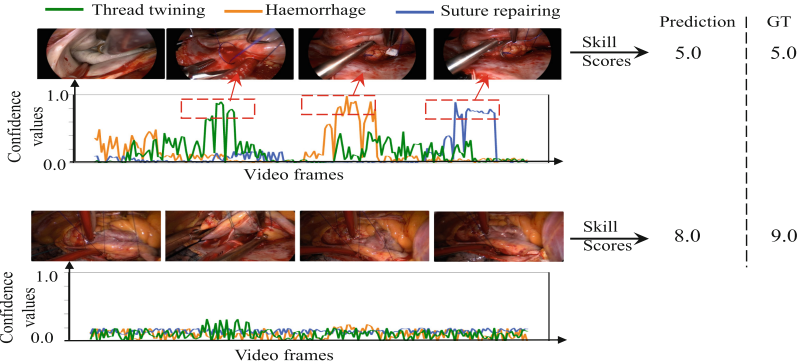 Thread twining Haemorrhage Suture repairing
Prediction GT
Skill
Scores
5.0 5.0
Confidence
values
1.0
0.0
Video frames
Skill
Scores
8.0 9.0
Confidence
values
1.0
0.0
Video frames